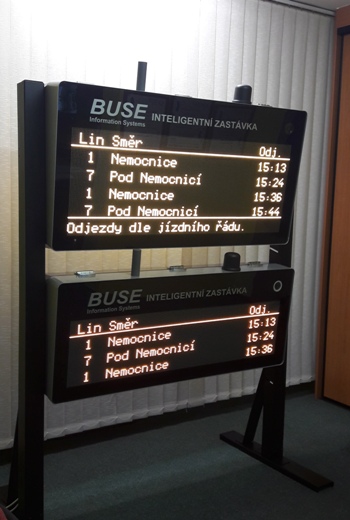 BUSE INTELIGENTNÍ ZASTÁVKA
Information Systems
Lin Směr Odj.
1 Nemocnice 15:13
7 Pod Nemocnicí 15:24
1 Nemocnice 15:36
7 Pod Nemocnicí 15:44
Odjezdy dle jízdního řádu.
BUSE INTELIGENTNÍ ZASTÁVKA
Information Systems
Lin Směr Odj.
1 Nemocnice 15:13
7 Pod Nemocnicí 15:24
1 Nemocnice 15:36